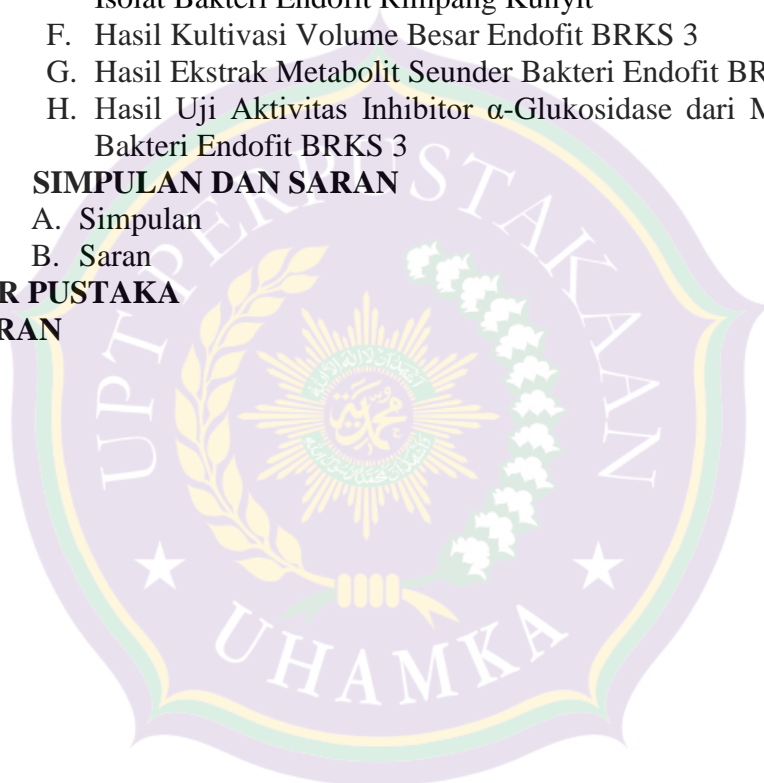 Isolat Bakteri Endofit Rimpang Kunyit
F. Hasil Kultivasi Volume Besar Endofit BRKS 3
G. Hasil Ekstrak Metabolit Seunder Bakteri Endofit BR
H. Hasil Uji Aktivitas Inhibitor α-Glukosidase dari M
Bakteri Endofit BRKS 3
SIMPULAN DAN SARAN
A. Simpulan
B. Saran
R PUSTAKA
RAN
UPT PERPUSTAKAAN
UHAMKA